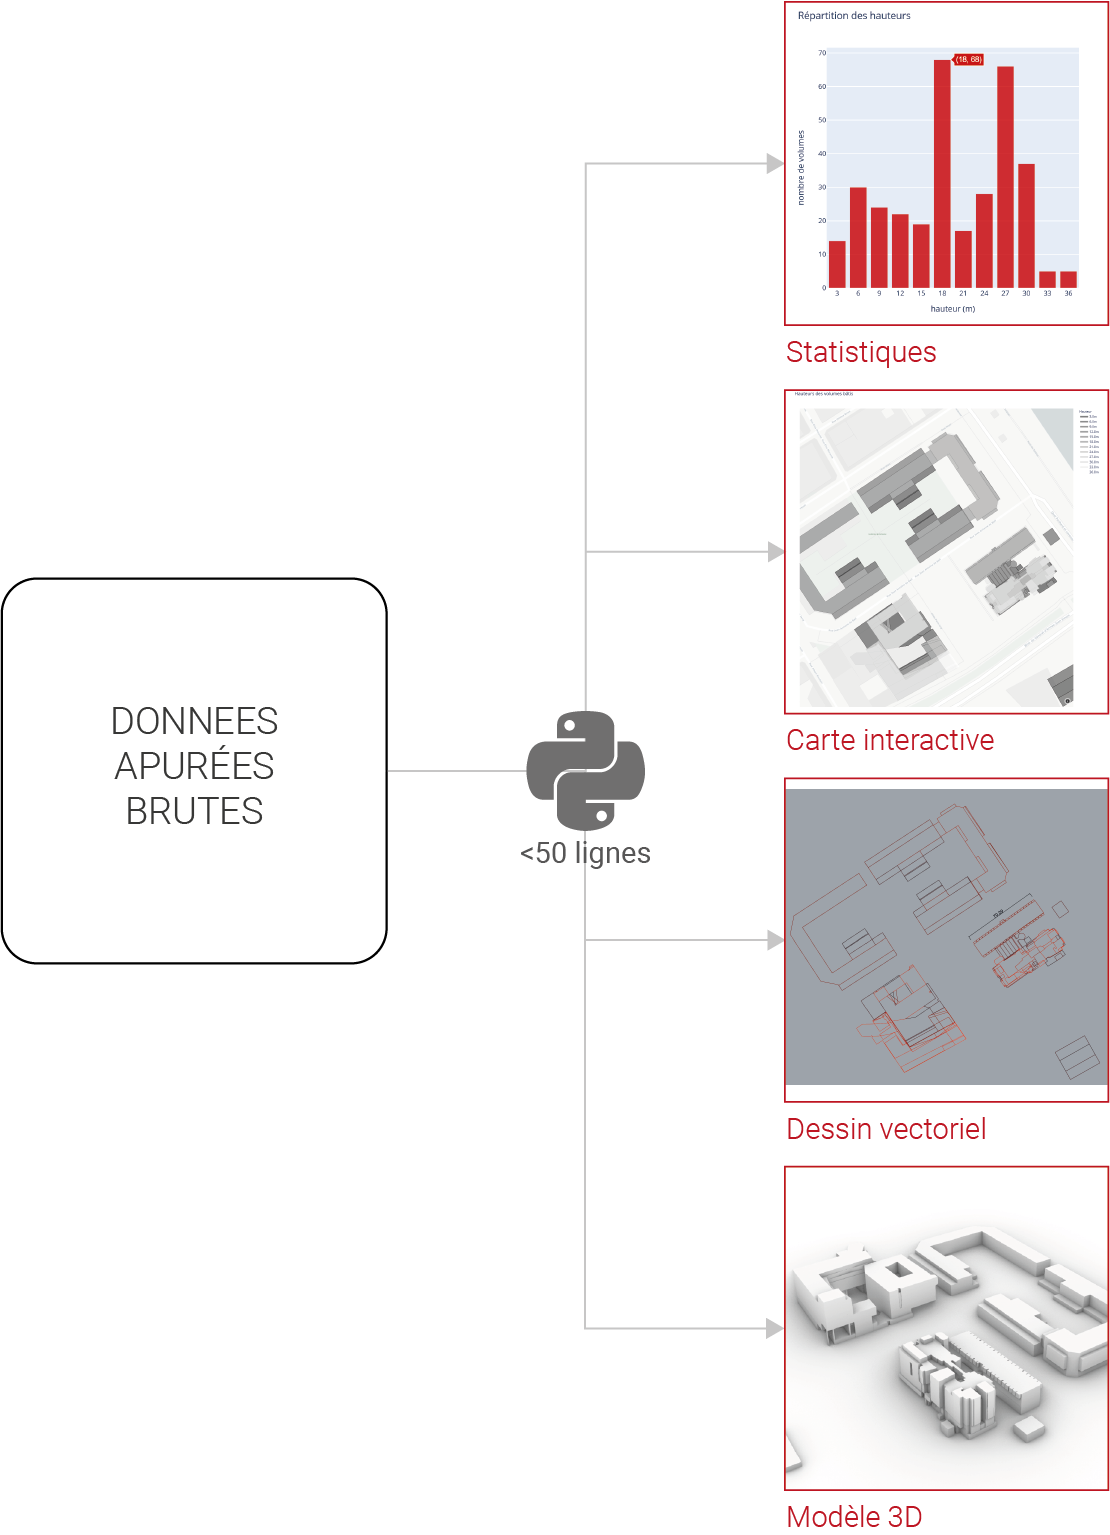 Répartition des hauteurs
70
(18, 68)
60
50
40
30
20
10
0
nombre de volumes
3 6 9 12 15 18 21 24 27 30 33 36
hauteur (m)
Statistiques
Hauteurs des volumes bâtis
Hauteur
Carte interactive
DONNEES
APURÉES
BRUTES
<50 lignes
Dessin vectoriel
Modèle 3D